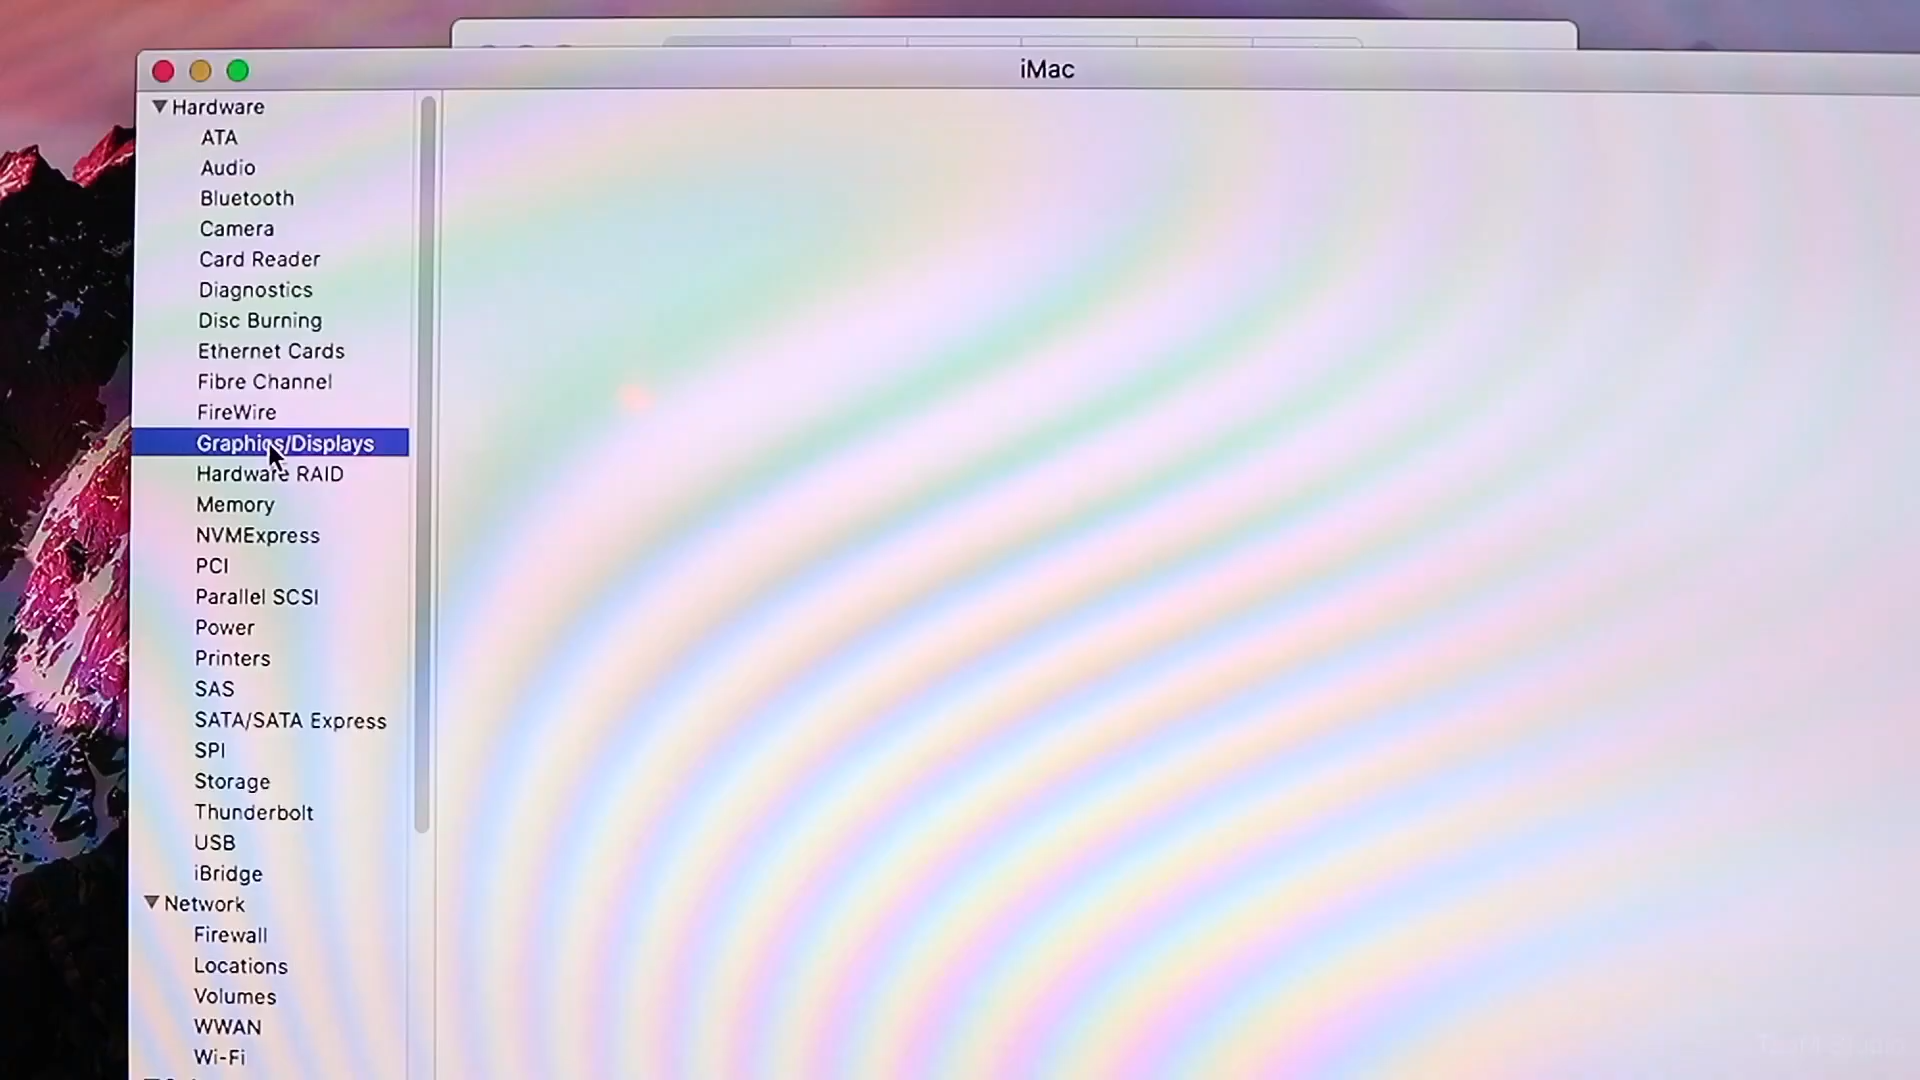 iMac
Hardware
ATA
Audio
Bluetooth
Camera
Card Reader
Diagnostics
Disc Burning
Ethernet Cards
Fibre Channel
FireWire
Graphics/Displays
Hardware RAID
Memory
NVMExpress
PCI
Parallel SCSI
Power
Printers
SAS
SATA/SATA Express
SPI
Storage
Thunderbolt
USB
iBridge
Network
Firewall
Locations
Volumes
WWAN
Wi-Fi